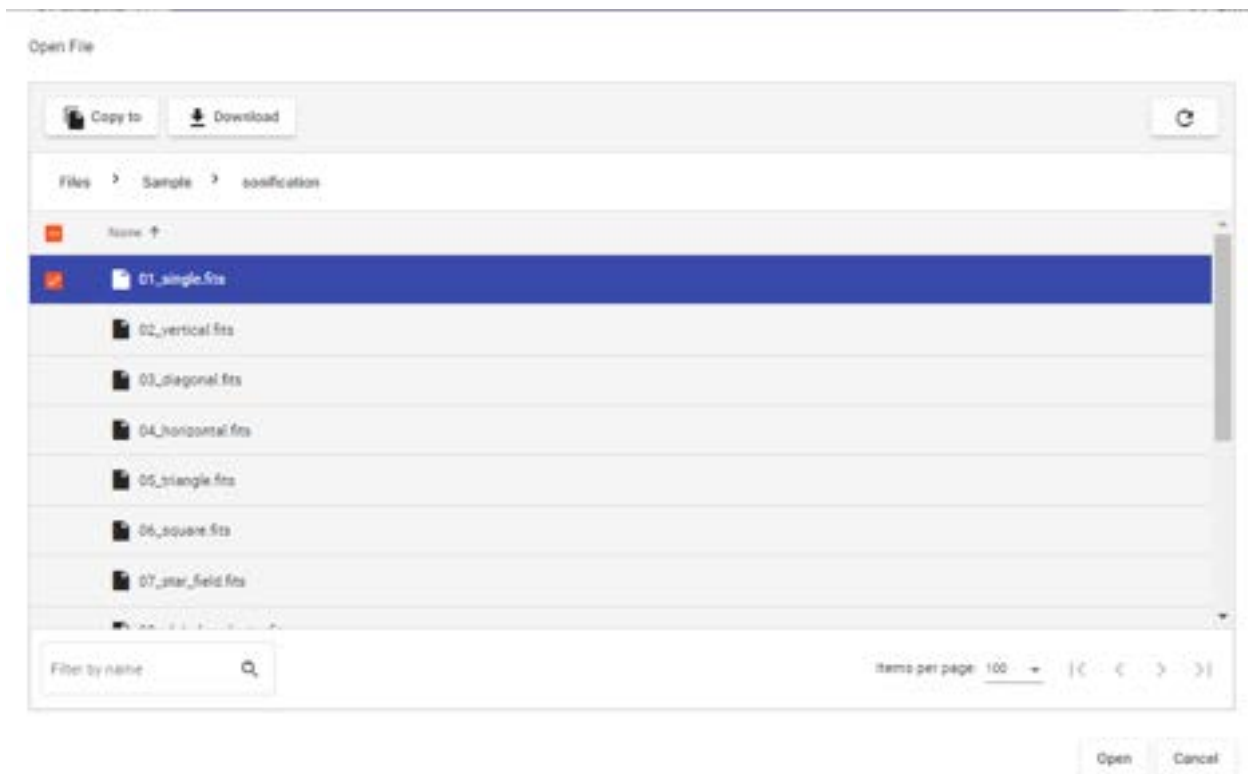 Open File
Copy to Download
Files > Sample > sonification
Name ↑
01_single.fits
02_vertical.fits
03_diagonal.fits
04_horizontal.fits
05_triangle.fits
06_square.fits
07_star_field.fits
Filter by name Items per page: 100 |< < > >|
Open Cancel